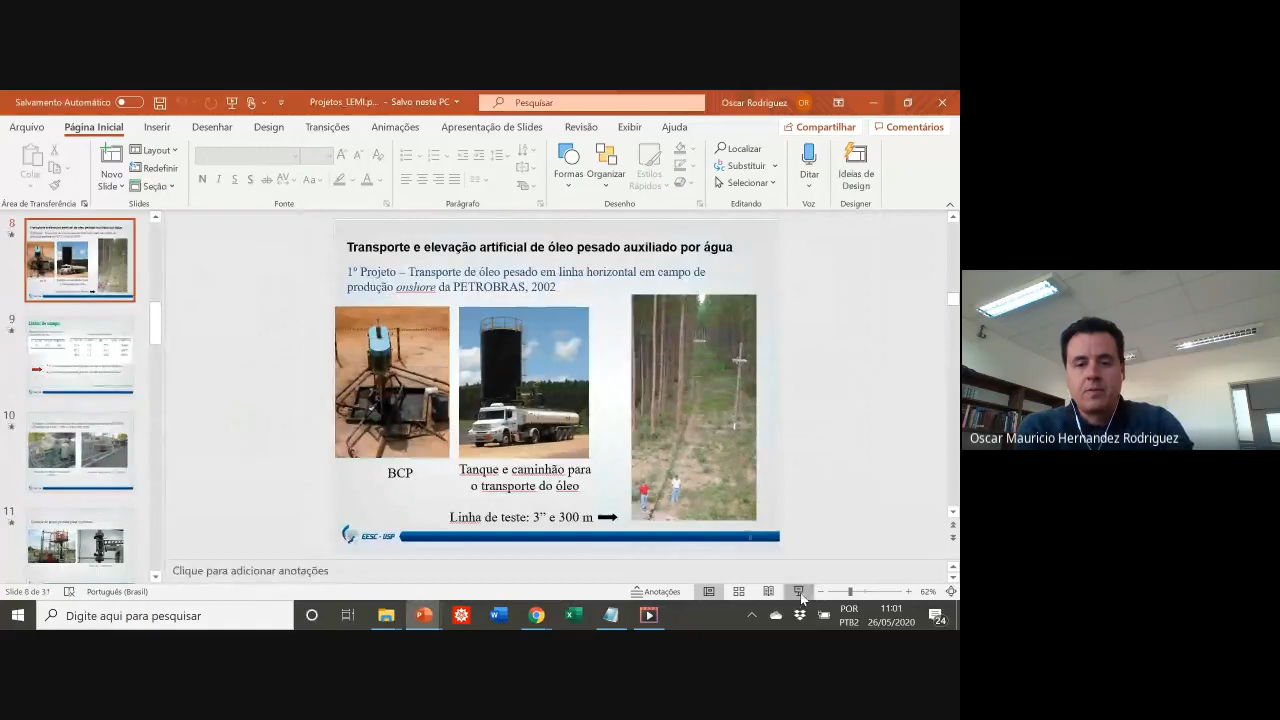 Salvamento Automático
Projetos_LEMI.p... - Salvo neste PC
Pesquisar
Oscar Rodriguez
OR
Arquivo
Página Inicial
Inserir
Desenhar
Design
Transições
Animações
Apresentação de Slides
Revisão
Exibir
Ajuda
Compartilhar
Comentários
Colar
Novo
Slide
Layout
Redefinir
Seção
N I S S ab AV Aa A
Formas
Organizar
Estilos
Rápidos
Localizar
Substituir
Selecionar
Ditar
Ideias de
Design
Área de Transferência
Slides
Fonte
Parágrafo
Desenho
Editando
Voz
Designer
8
9
10
11
Transporte e elevação artificial de óleo pesado auxiliado por água
1º Projeto – Transporte de óleo pesado em linha horizontal em campo de
produção onshore da PETROBRAS, 2002
BCP
Tanque e caminhão para
o transporte do óleo
Linha de teste: 3” e 300 m
EESC - USP
8
Oscar Mauricio Hernandez Rodriguez
Clique para adicionar anotações
Slide 8 de 31
Português (Brasil)
Anotações
62%
Digite aqui para pesquisar
POR
PTB2
11:01
26/05/2020
24